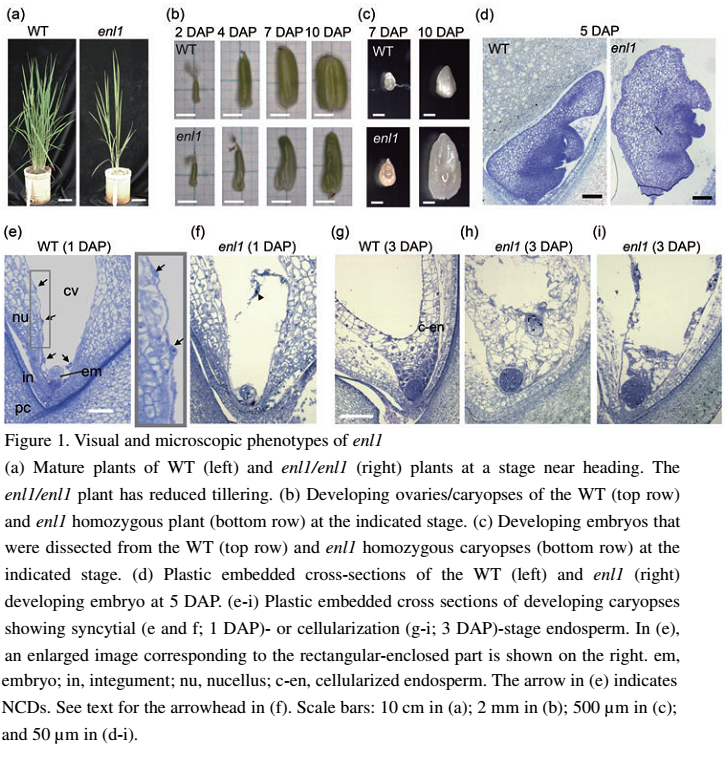 (a)
WT
enl1
(b)
2 DAP 4 DAP 7 DAP 10 DAP
WT
enl1
(c)
7 DAP 10 DAP
WT
enl1
(d)
5 DAP
WT
enl1
(e)
WT (1 DAP)
cv
nu
in
em
pc
(f)
enl1 (1 DAP)
(g)
WT (3 DAP)
c-en
(h)
enl1 (3 DAP)
(i)
enl1 (3 DAP)
Figure 1. Visual and microscopic phenotypes of enl1
(a) Mature plants of WT (left) and enl1/enl1 (right) plants at a stage near heading. The
enl1/enl1 plant has reduced tillering. (b) Developing ovaries/caryopses of the WT (top row)
and enl1 homozygous plant (bottom row) at the indicated stage. (c) Developing embryos that
were dissected from the WT (top row) and enl1 homozygous caryopses (bottom row) at the
indicated stage. (d) Plastic embedded cross-sections of the WT (left) and enl1 (right)
developing embryo at 5 DAP. (e-i) Plastic embedded cross sections of developing caryopses
showing syncytial (e and f; 1 DAP)- or cellularization (g-i; 3 DAP)-stage endosperm. In (e),
an enlarged image corresponding to the rectangular-enclosed part is shown on the right. em,
embryo; in, integument; nu, nucellus; c-en, cellularized endosperm. The arrow in (e) indicates
NCDs. See text for the arrowhead in (f). Scale bars: 10 cm in (a); 2 mm in (b); 500 µm in (c);
and 50 µm in (d-i).